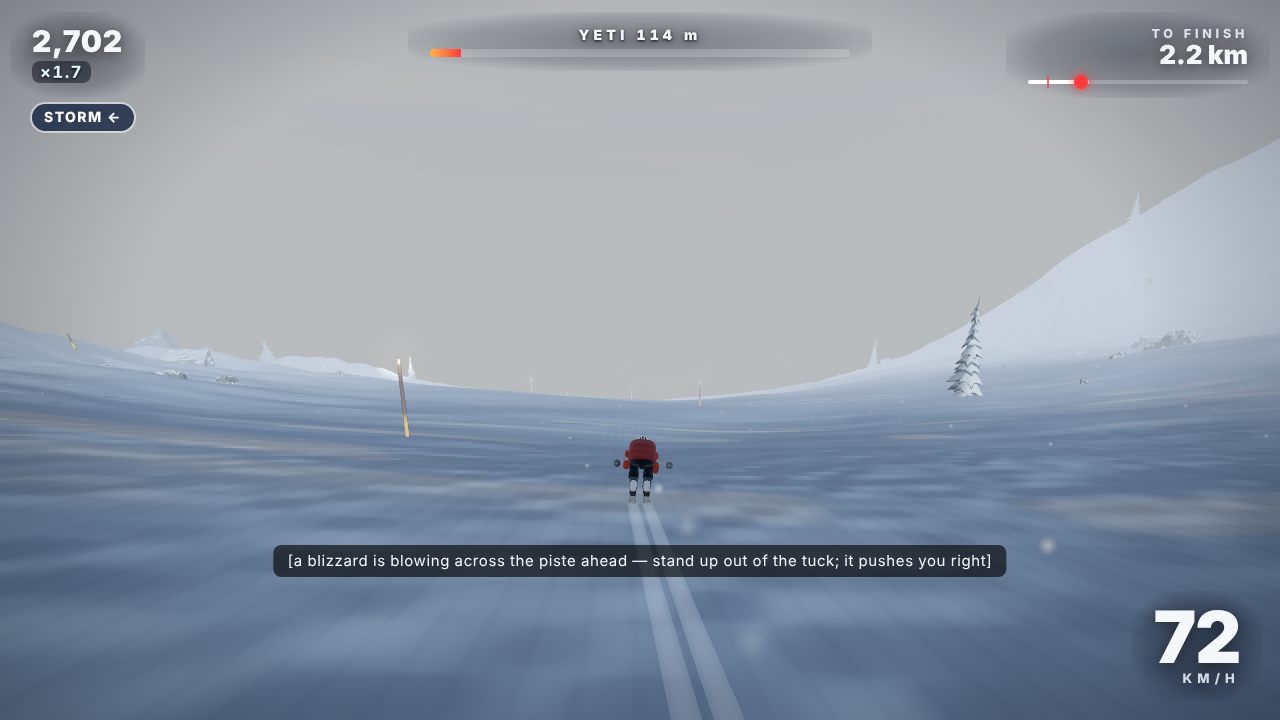 2,702
×1.7
STORM ←
YETI 114 m
TO FINISH
2.2 km
[a blizzard is blowing across the piste ahead — stand up out of the tuck; it pushes you right]
72
KM/H